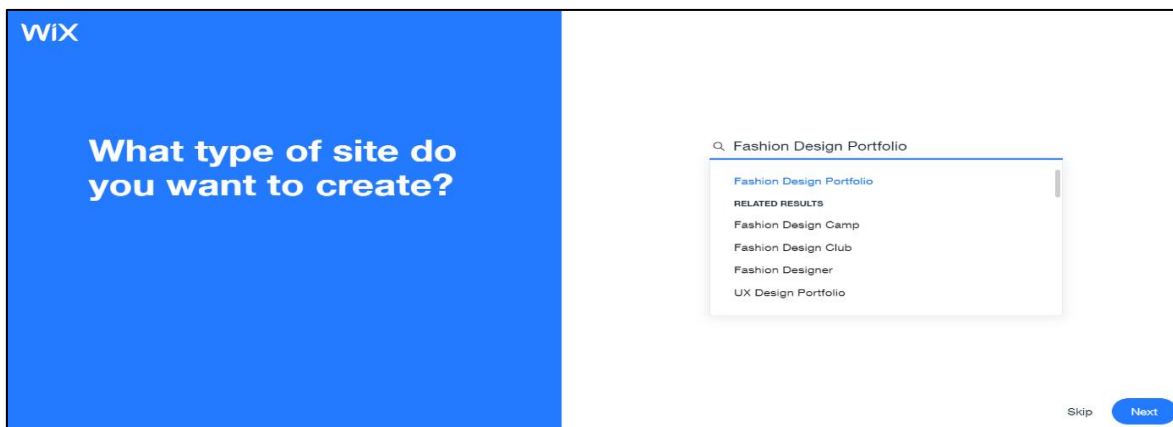 WiX
What type of site do
you want to create?
Fashion Design Portfolio
Fashion Design Portfolio
RELATED RESULTS
Fashion Design Camp
Fashion Design Club
Fashion Designer
UX Design Portfolio
Skip
Next